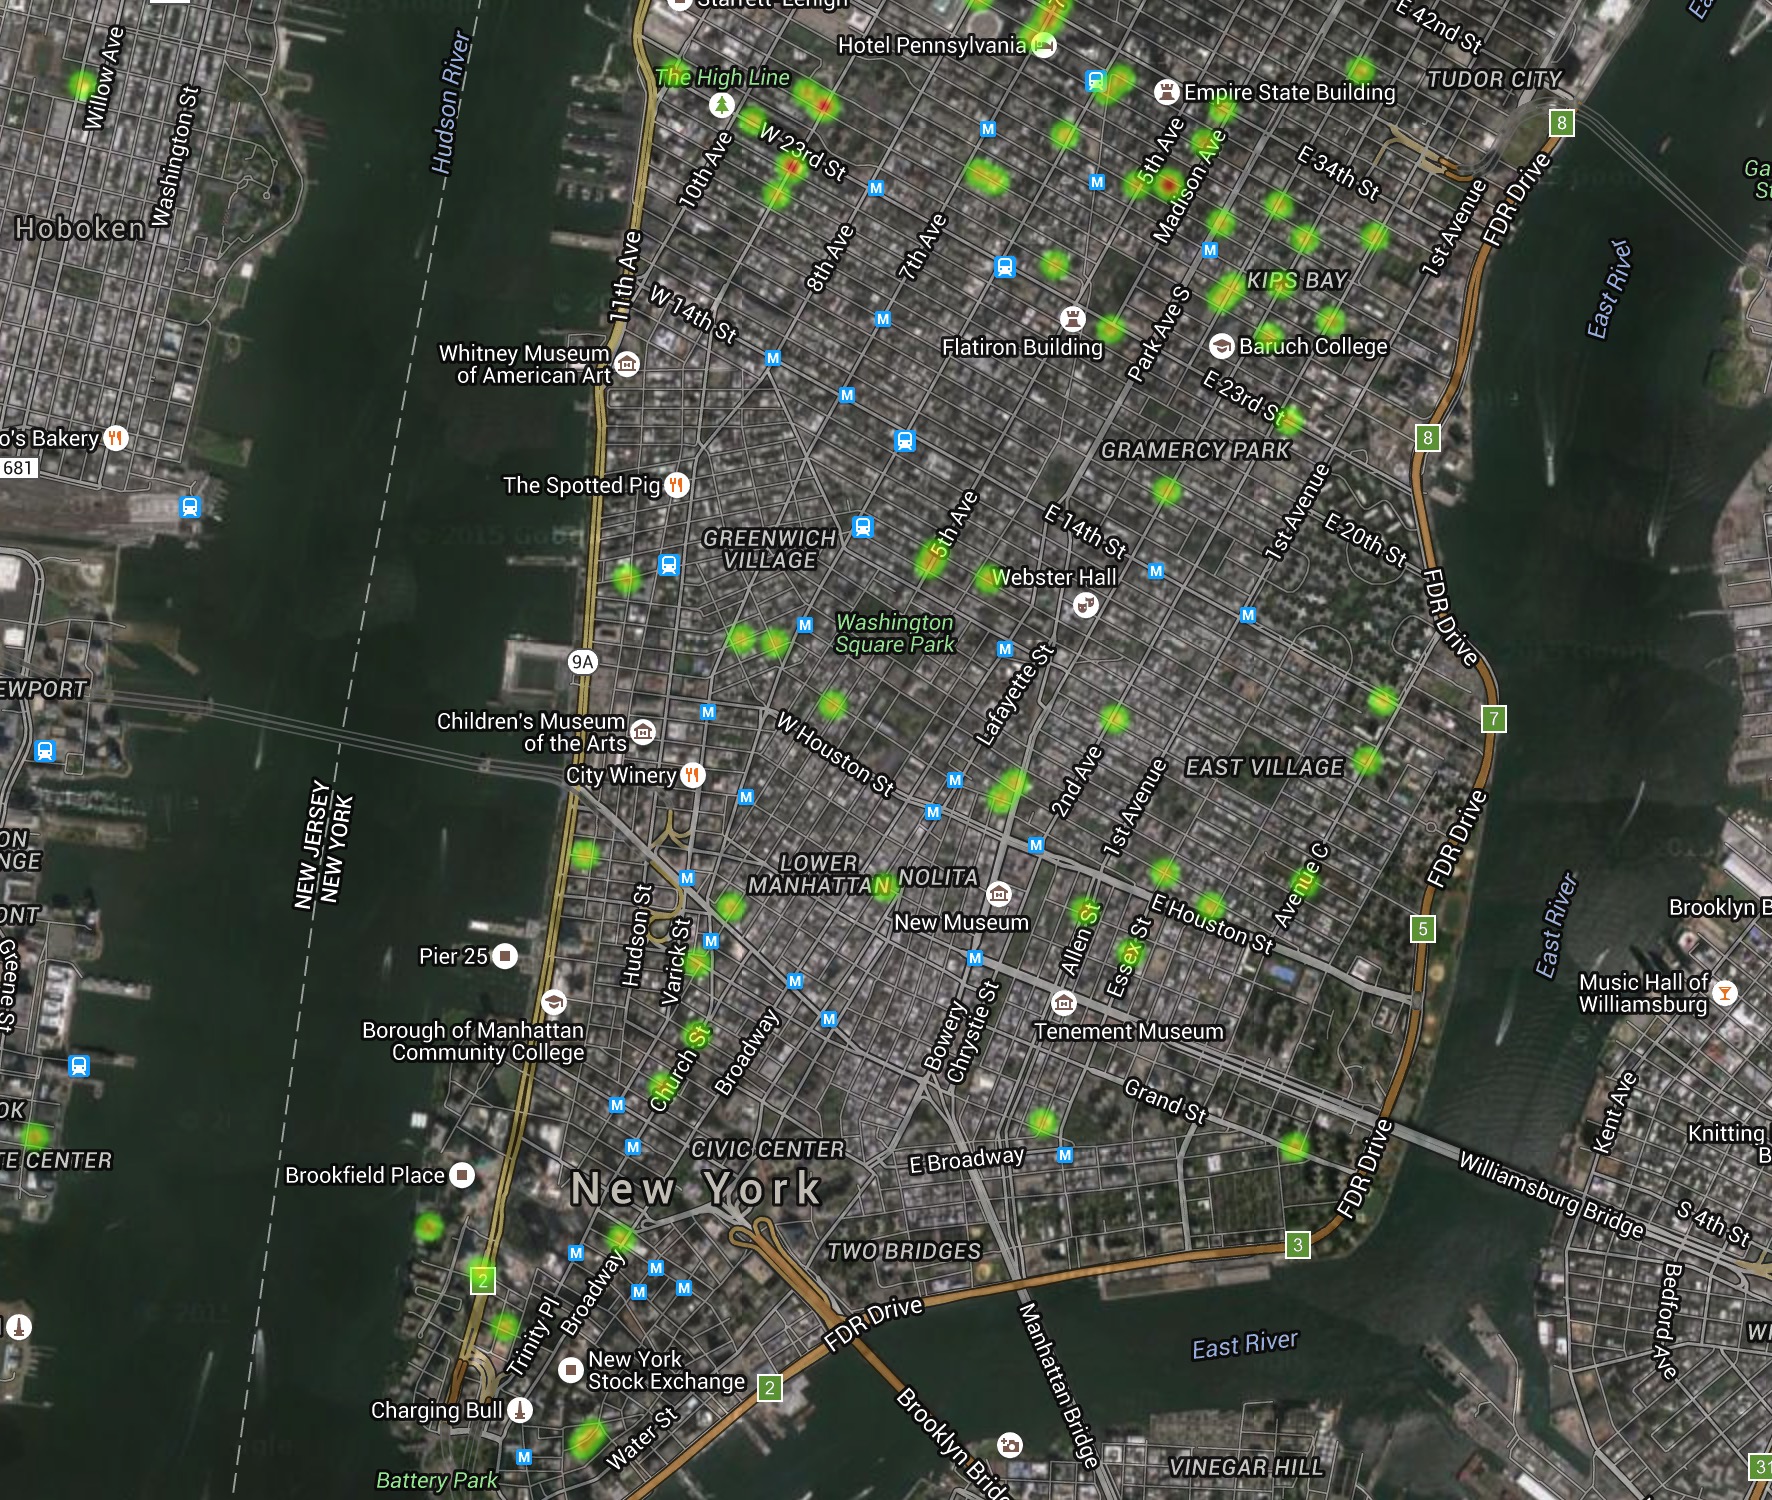 Starrett-Lehigh
E 42nd St
Willow Ave
Hudson River
Hotel Pennsylvania
The High Line
Empire State Building
TUDOR CITY
8
Washington St
W 23rd St
10th Ave
5th Ave
Madison Ave
E 34th St
FDR Drive
1st Avenue
Hoboken
11th Ave
8th Ave
7th Ave
East River
KIPS BAY
W 14th St
Park Ave S
Flatiron Building
Baruch College
Whitney Museum
of American Art
E 23rd St
o's Bakery
681
GRAMERCY PARK
8
The Spotted Pig
5th Ave
E 14th St
1st Avenue
E 20th St
GREENWICH
VILLAGE
Webster Hall
FDR Drive
Washington
Square Park
9A
Lafayette St
EWPORT
Children's Museum
of the Arts
W Houston St
7
City Winery
2nd Ave
EAST VILLAGE
1st Avenue
NEW JERSEY
NEW YORK
FDR Drive
LOWER
MANHATTAN
NOLITA
Avenue C
Hudson St
New Museum
E Houston St
Brooklyn B
5
Pier 25
Varick St
Allen St
Essex St
East River
Greene St
Music Hall of
Williamsburg
Borough of Manhattan
Community College
Church St
Broadway
Bowery
Chrystie St
Tenement Museum
Grand St
Kent Ave
CIVIC CENTER
E Broadway
Knitting
B
TE CENTER
Brookfield Place
New York
FDR Drive
Williamsburg Bridge
S 4th St
TWO BRIDGES
3
2
Broadway
Trinity Pl
FDR Drive
Manhattan Bridge
East River
Bedford Ave
New York
Stock Exchange
2
Charging Bull
Water St
Brooklyn Bridge
Battery Park
VINEGAR HILL
31